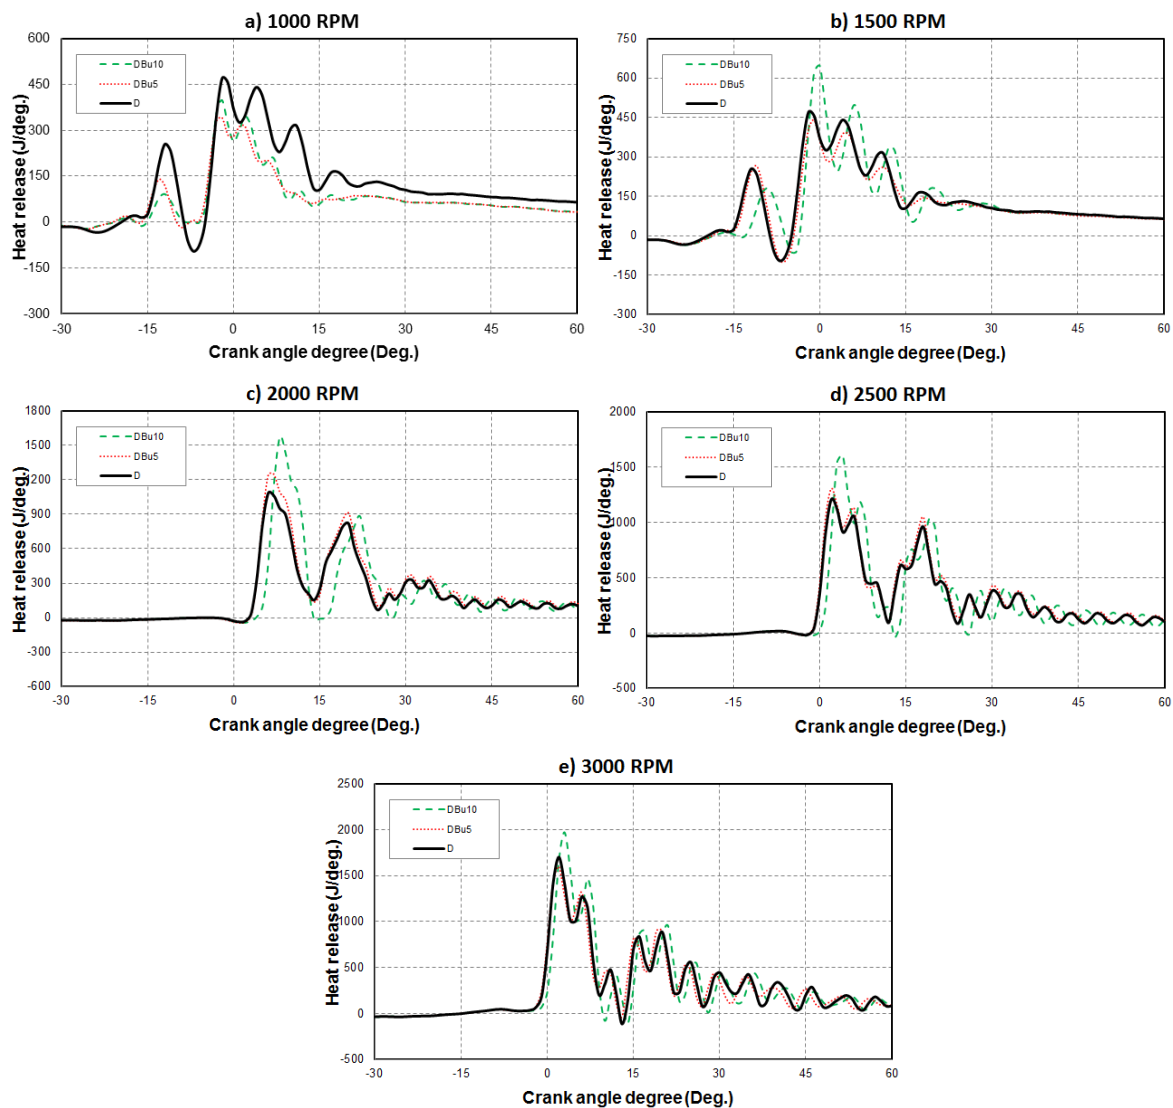 a) 1000 RPM
Heat release (J/deg.)
600
450
300
150
0
-150
-300
DBu10
DBu5
D
-30 -15 0 15 30 45 60
Crank angle degree (Deg.)
b) 1500 RPM
Heat release (J/deg.)
750
600
450
300
150
0
-150
-300
DBu10
DBu5
D
-30 -15 0 15 30 45 60
Crank angle degree (Deg.)
c) 2000 RPM
Heat release (J/deg.)
1800
1500
1200
900
600
300
0
-300
-600
DBu10
DBu5
D
-30 -15 0 15 30 45 60
Crank angle degree (Deg.)
d) 2500 RPM
Heat release (J/deg.)
2000
1500
1000
500
0
-500
DBu10
DBu5
D
-30 -15 0 15 30 45 60
Crank angle degree (Deg.)
e) 3000 RPM
Heat release (J/deg.)
2500
2000
1500
1000
500
0
-500
DBu10
DBu5
D
-30 -15 0 15 30 45 60
Crank angle degree (Deg.)